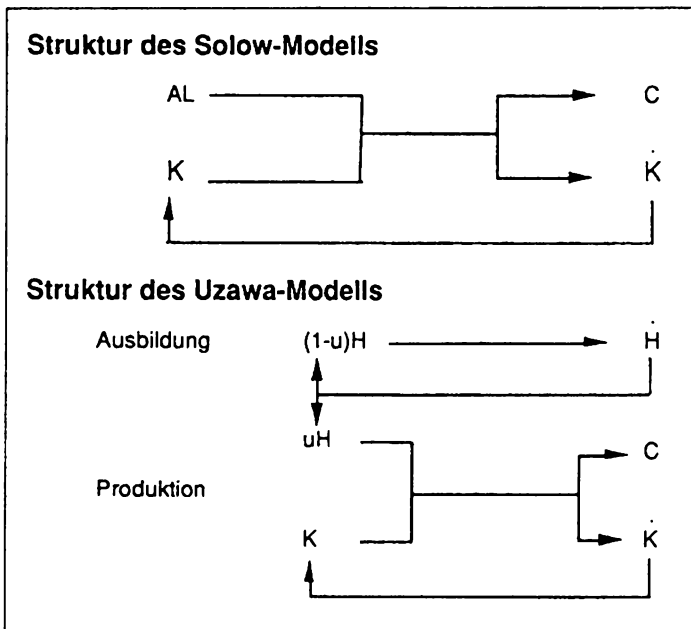 Struktur des Solow-Modells
AL C
K K̇
Struktur des Uzawa-Modells
Ausbildung (1-u)H Ḣ
uH C
Produktion
K K̇